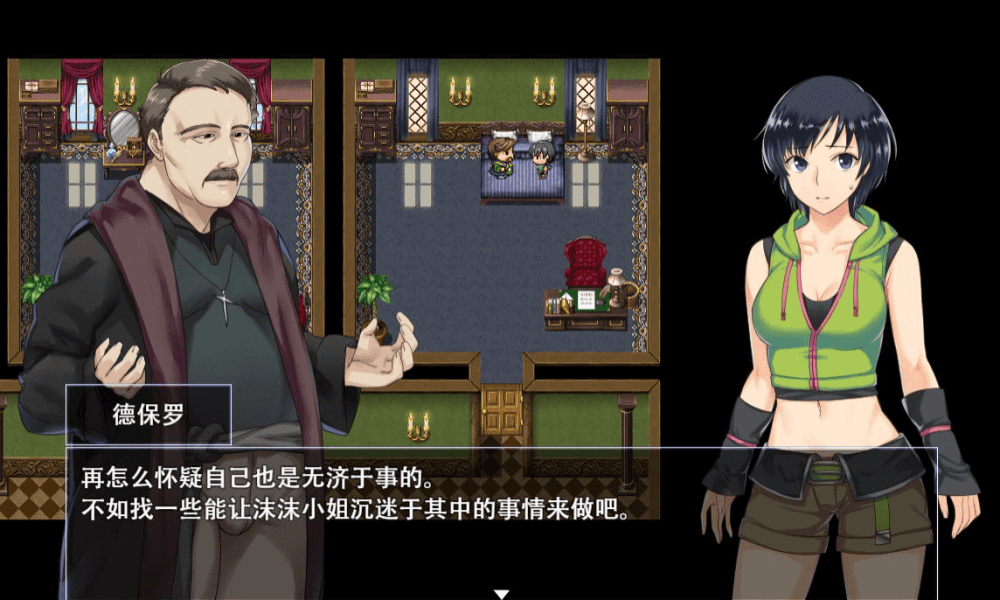 德保罗
再怎么怀疑自己也是无济于事的。
不如找一些能让沫沫小姐沉迷于其中的事情来做吧。